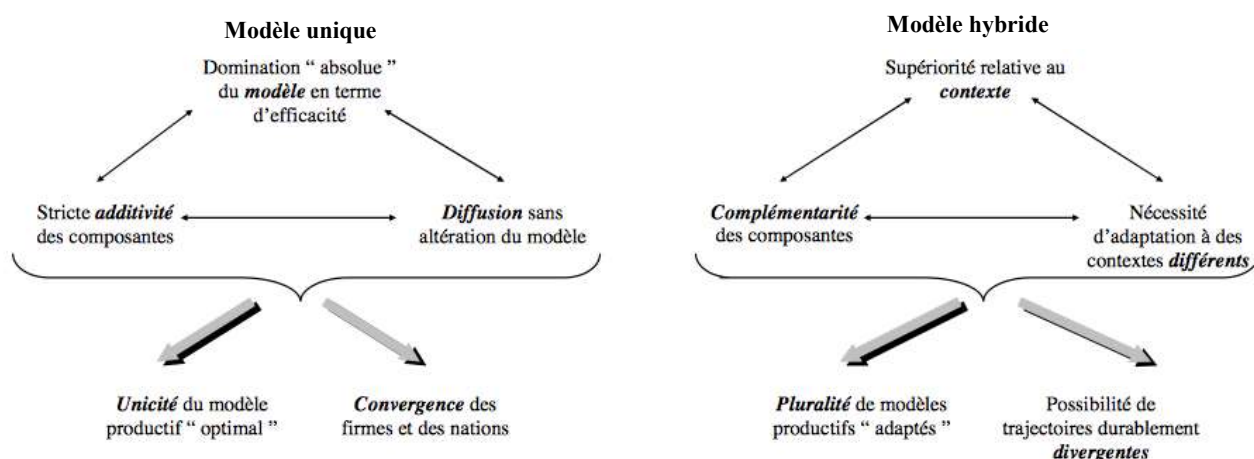 Modèle unique
Domination “ absolue ”
du modèle en terme
d’efficacité
Stricte additivité
des composantes
Diffusion sans
altération du modèle
Unicité du modèle
productif “ optimal ”
Convergence des
firmes et des nations
Modèle hybride
Supériorité relative au
contexte
Complémentarité
des composantes
Nécessité
d’adaptation à des
contextes différents
Pluralité de modèles
productifs “ adaptés ”
Possibilité de
trajectoires durablement
divergentes